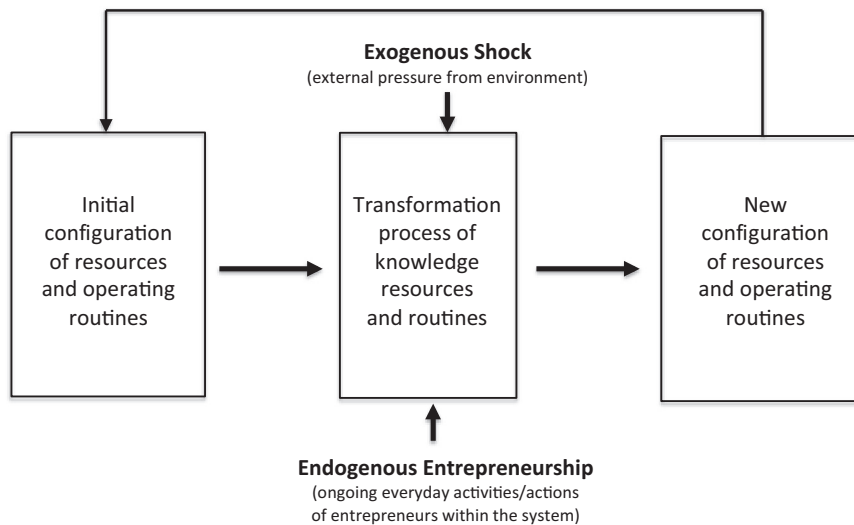 Exogenous Shock
(external pressure from environment)
Initial
configuration
of resources
and operating
routines
Transformation
process of
knowledge
resources
and routines
New
configuration
of resources
and operating
routines
Endogenous Entrepreneurship
(ongoing everyday activities/actions
of entrepreneurs within the system)